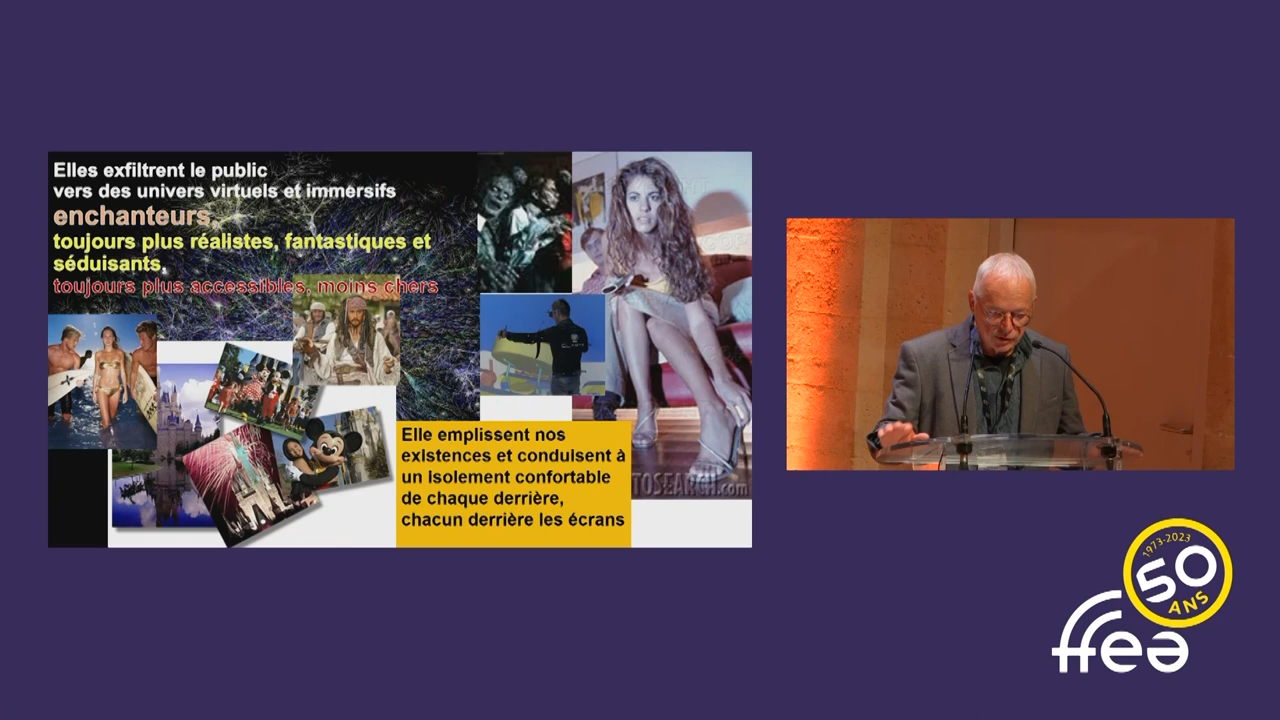 Elles exfiltrent le public
vers des univers virtuels et immersifs
enchanteurs,
toujours plus réalistes, fantastiques et
séduisants,
toujours plus accessibles, moins chers
Elle emplissent nos
existences et conduisent à
un isolement confortable
de chaque derrière,
chacun derrière les écrans
TOSEARCH.com
1973-2023
50
ANS
ffea